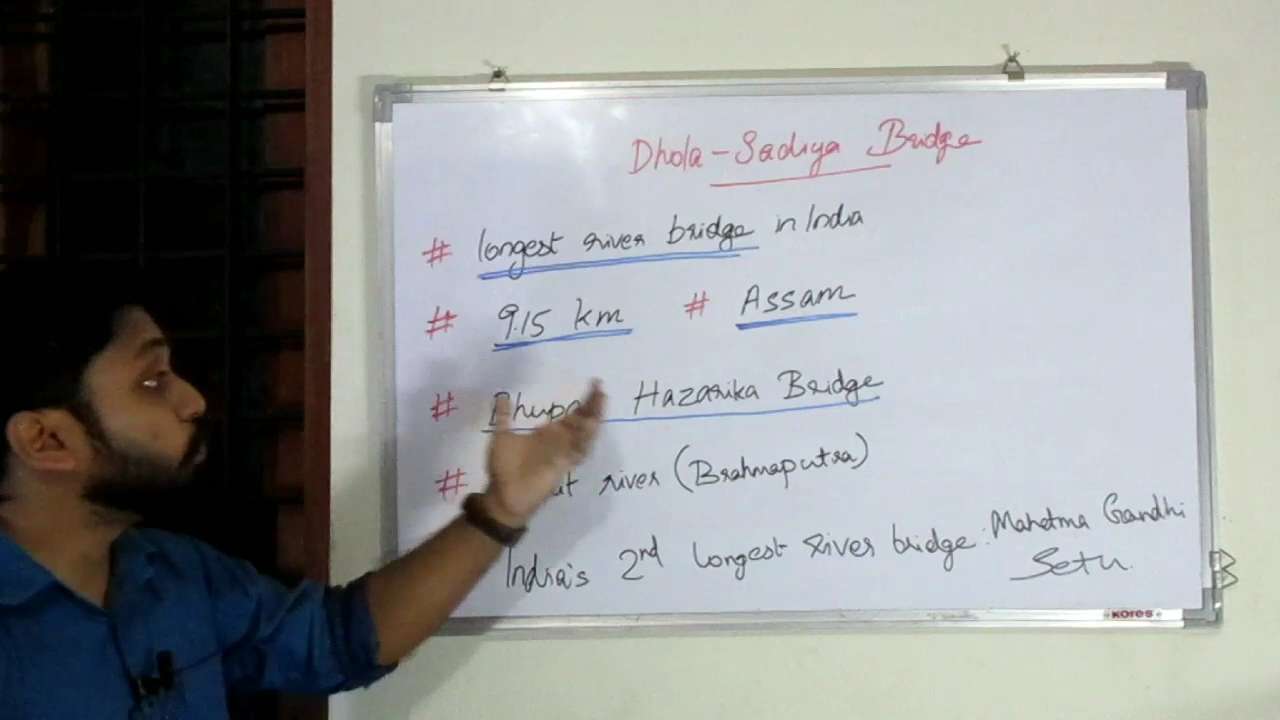 Dhola-Sadiya Bridge
# longest river bridge in India
# 9.15 km # Assam
# Hazarika Bridge
# river (Brahmaputra)
India's 2nd longest River bridge: Mahatma Gandhi
Setu.
KORES